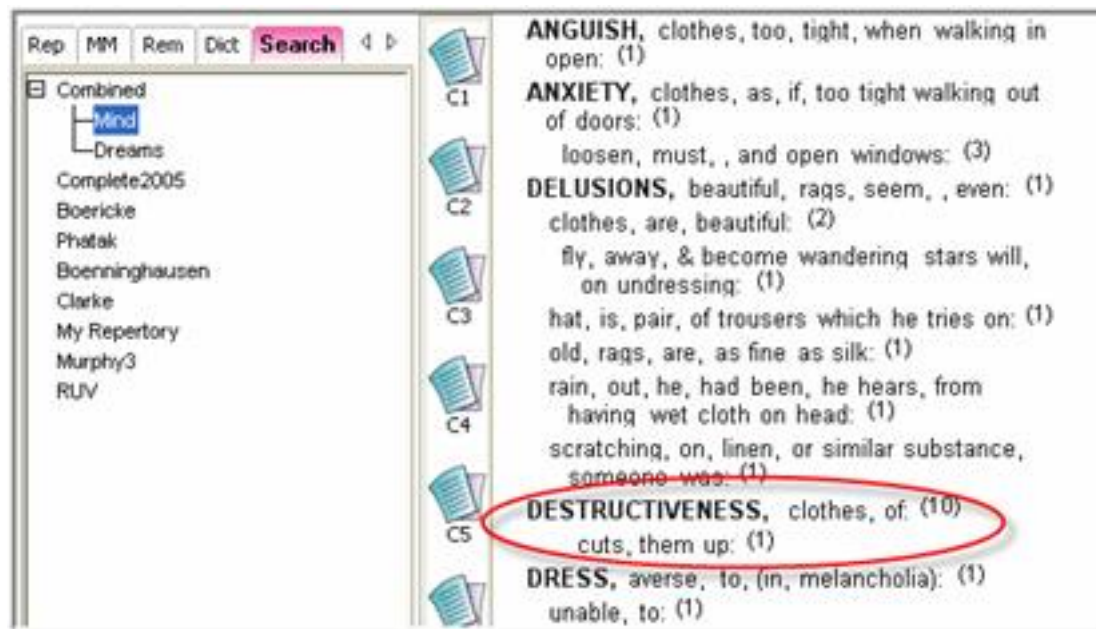 Rep MM Rem Dict Search
Combined
Mind
Dreams
Complete2005
Boericke
Phatak
Boenninghausen
Clarke
My Repertory
Murphy3
RUV
C1
C2
C3
C4
C5
ANGUISH, clothes, too, tight, when walking in
open: (1)
ANXIETY, clothes, as, if, too tight walking out
of doors: (1)
loosen, must, , and open windows: (3)
DELUSIONS, beautiful, rags, seem, , even: (1)
clothes, are, beautiful: (2)
fly, away, & become wandering stars will,
on undressing: (1)
hat, is, pair, of trousers which he tries on: (1)
old, rags, are, as fine as silk: (1)
rain, out, he, had been, he hears, from
having wet cloth on head: (1)
scratching, on, linen, or similar substance,
someone was: (1)
DESTRUCTIVENESS, clothes, of: (10)
cuts, them up: (1)
DRESS, averse, to, (in, melancholia): (1)
unable, to: (1)